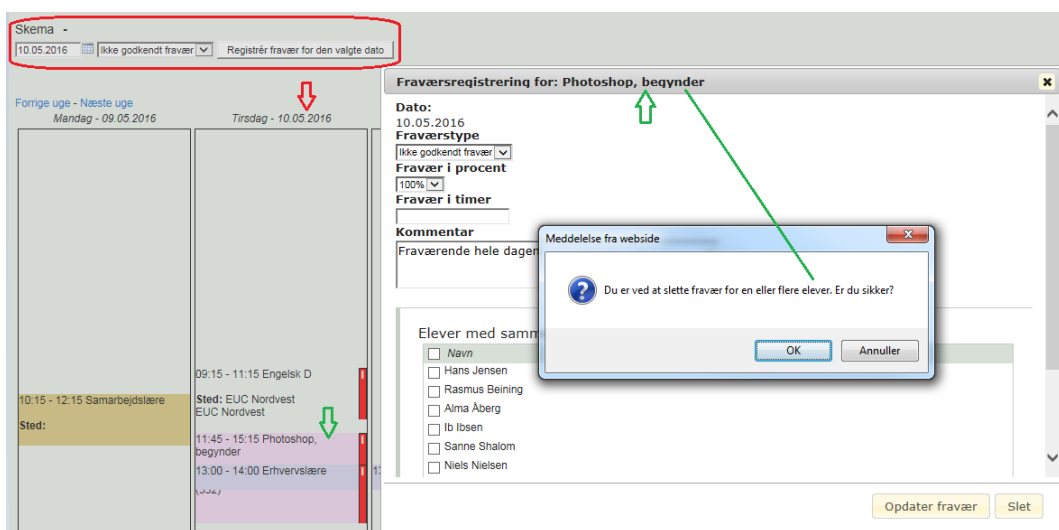 Skema -
10.05.2016 Ikke godkendt fravær Registrér fravær for den valgte dato
Forrige uge - Næste uge
Mandag - 09.05.2016
Tirsdag - 10.05.2016
10:15 - 12:15 Samarbejdslære
Sted:
09:15 - 11:15 Engelsk D
Sted: EUC Nordvest
EUC Nordvest
11:45 - 15:15 Photoshop,
begynder
13:00 - 14:00 Erhvervslære
Fraværsregistrering for: Photoshop, begynder
Dato:
10.05.2016
Fraværstype
Ikke godkendt fravær
Fravær i procent
100%
Fravær i timer
Kommentar
Fraværende hele dagen
Meddelelse fra webside
Du er ved at slette fravær for en eller flere elever. Er du sikker?
OK Annuller
Elever med samm
Navn
Hans Jensen
Rasmus Beining
Alma Åberg
Ib Ibsen
Sanne Shalom
Niels Nielsen
Opdater fravær Slet